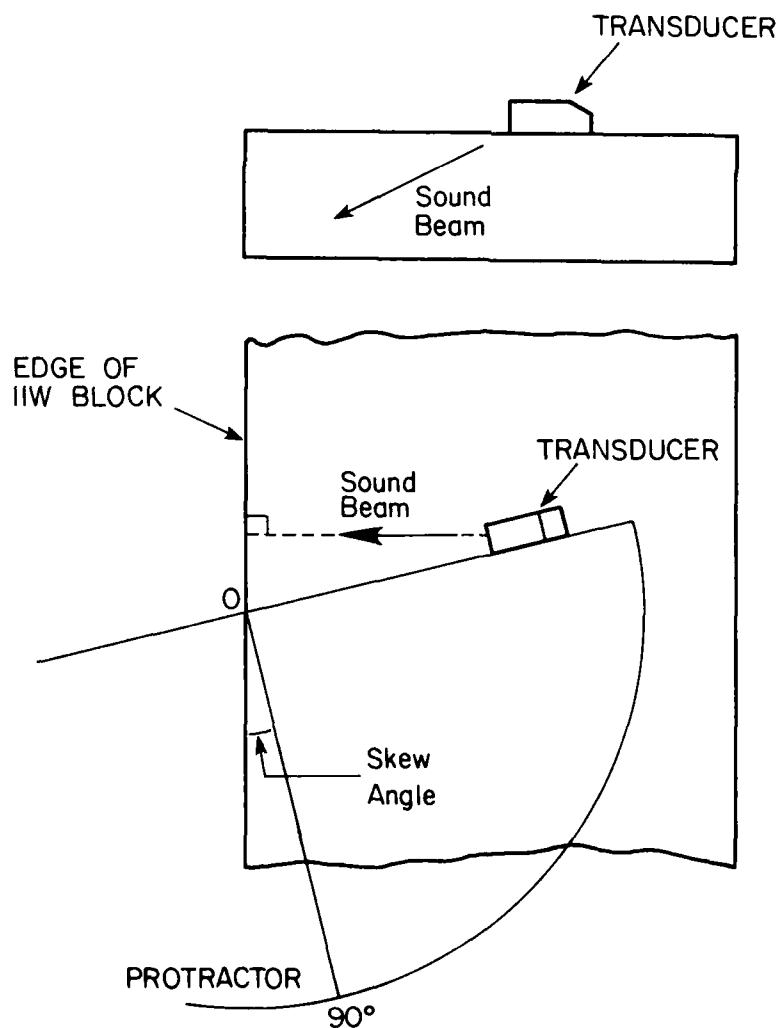 TRANSDUCER
Sound
Beam
EDGE OF
IIW BLOCK
TRANSDUCER
Sound
Beam
O
Skew
Angle
PROTRACTOR
90°